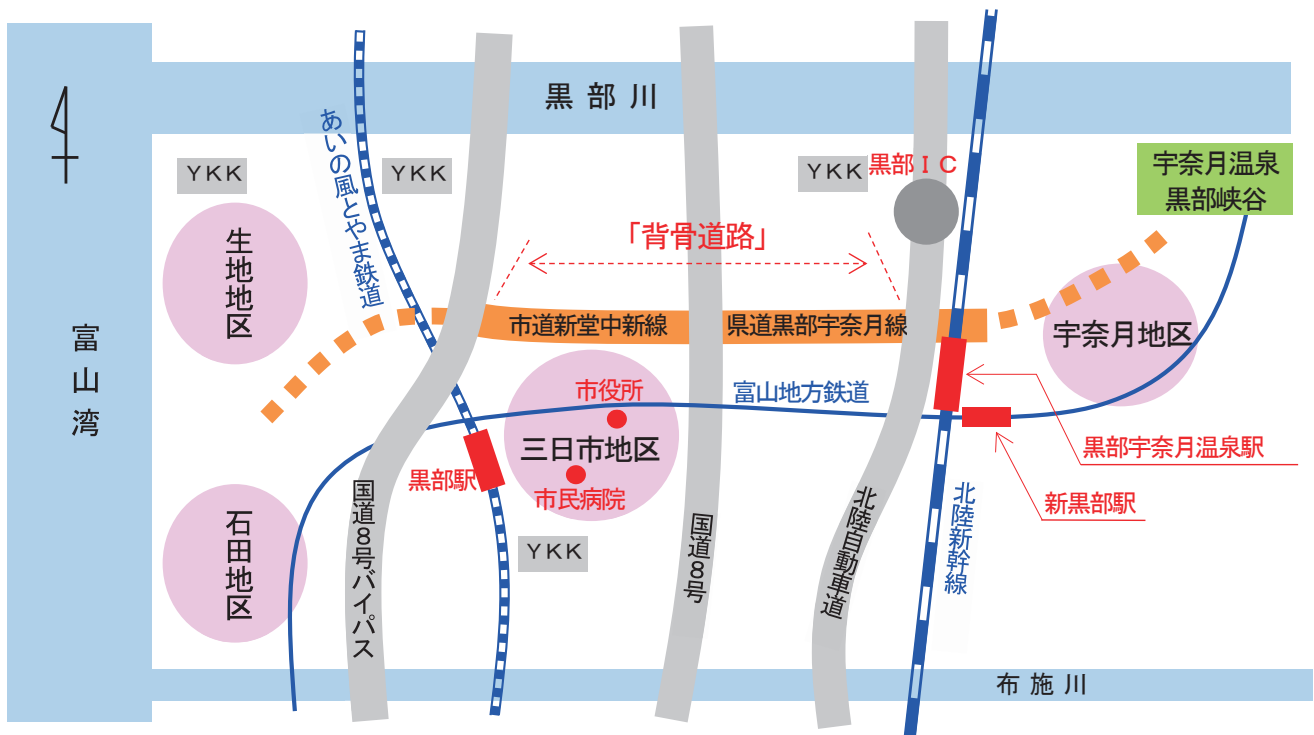 黒部川
あいの風とやま鉄道
YKK
YKK
YKK
黒部IC
宇奈月温泉
黒部峡谷
「背骨道路」
生地地区
富山湾
市道新堂中新線
県道黒部宇奈月線
宇奈月地区
市役所
富山地方鉄道
三日市地区
黒部駅
市民病院
黒部宇奈月温泉駅
新黒部駅
石田地区
国道8号バイパス
YKK
国道8号
北陸自動車道
北陸新幹線
布施川